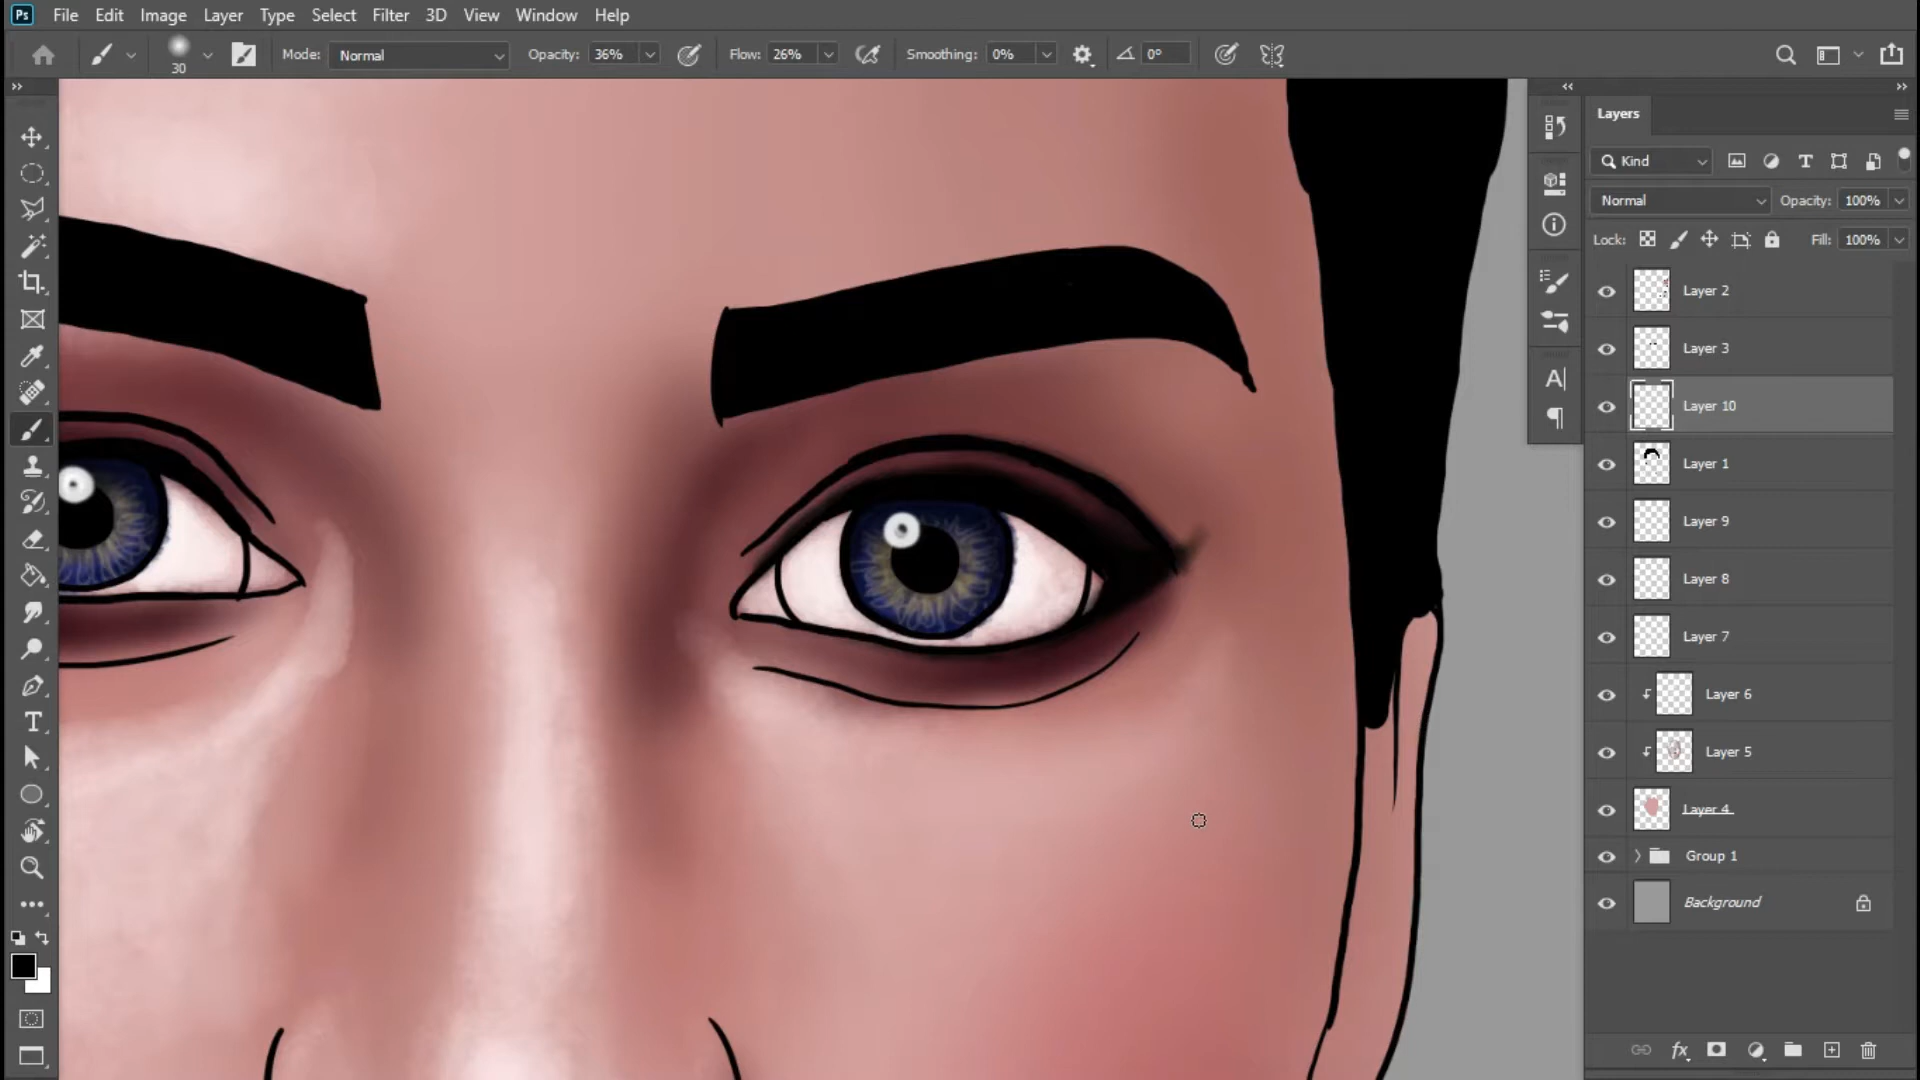 Ps File Edit Image Layer Type Select Filter 3D View Window Help
30 Mode: Normal Opacity: 36% Flow: 26% Smoothing: 0% 0°
Layers
Kind
Normal Opacity: 100%
Lock: Fill: 100%
Layer 2
Layer 3
Layer 10
Layer 1
Layer 9
Layer 8
Layer 7
Layer 6
Layer 5
Layer 4
Group 1
Background